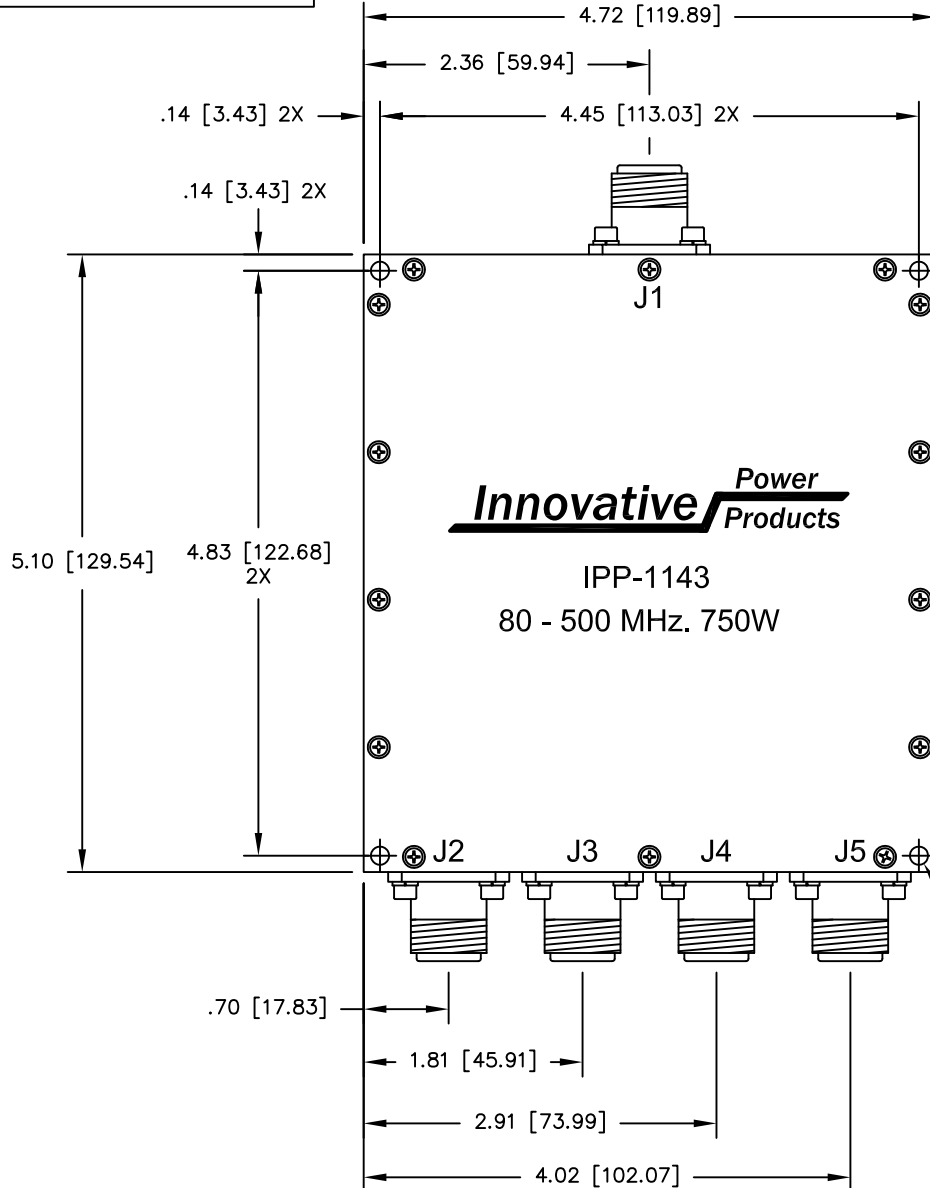 4.72 [119.89]
2.36 [59.94]
.14 [3.43] 2X
4.45 [113.03] 2X
.14 [3.43] 2X
J1
Innovative Power Products
5.10 [129.54]
4.83 [122.68]
2X
IPP-1143
80 - 500 MHz. 750W
J2
J3
J4
J5
.70 [17.83]
1.81 [45.91]
2.91 [73.99]
4.02 [102.07]